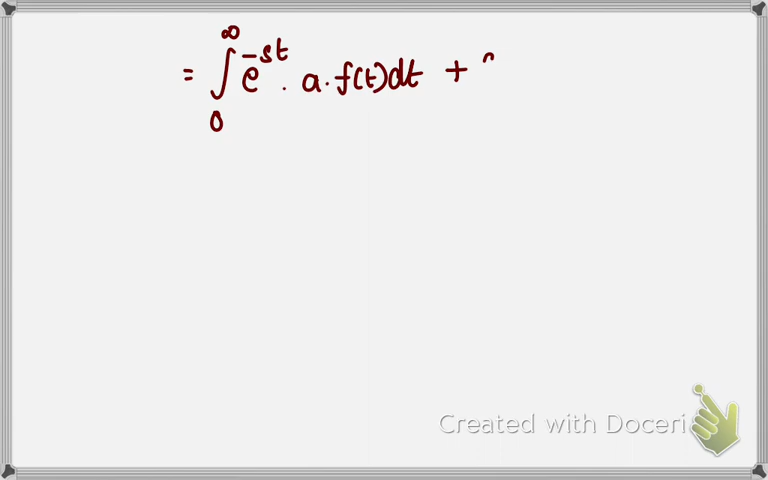 = ∫₀^∞ e^{-st} . a . f(t)dt +
Created with Doceri